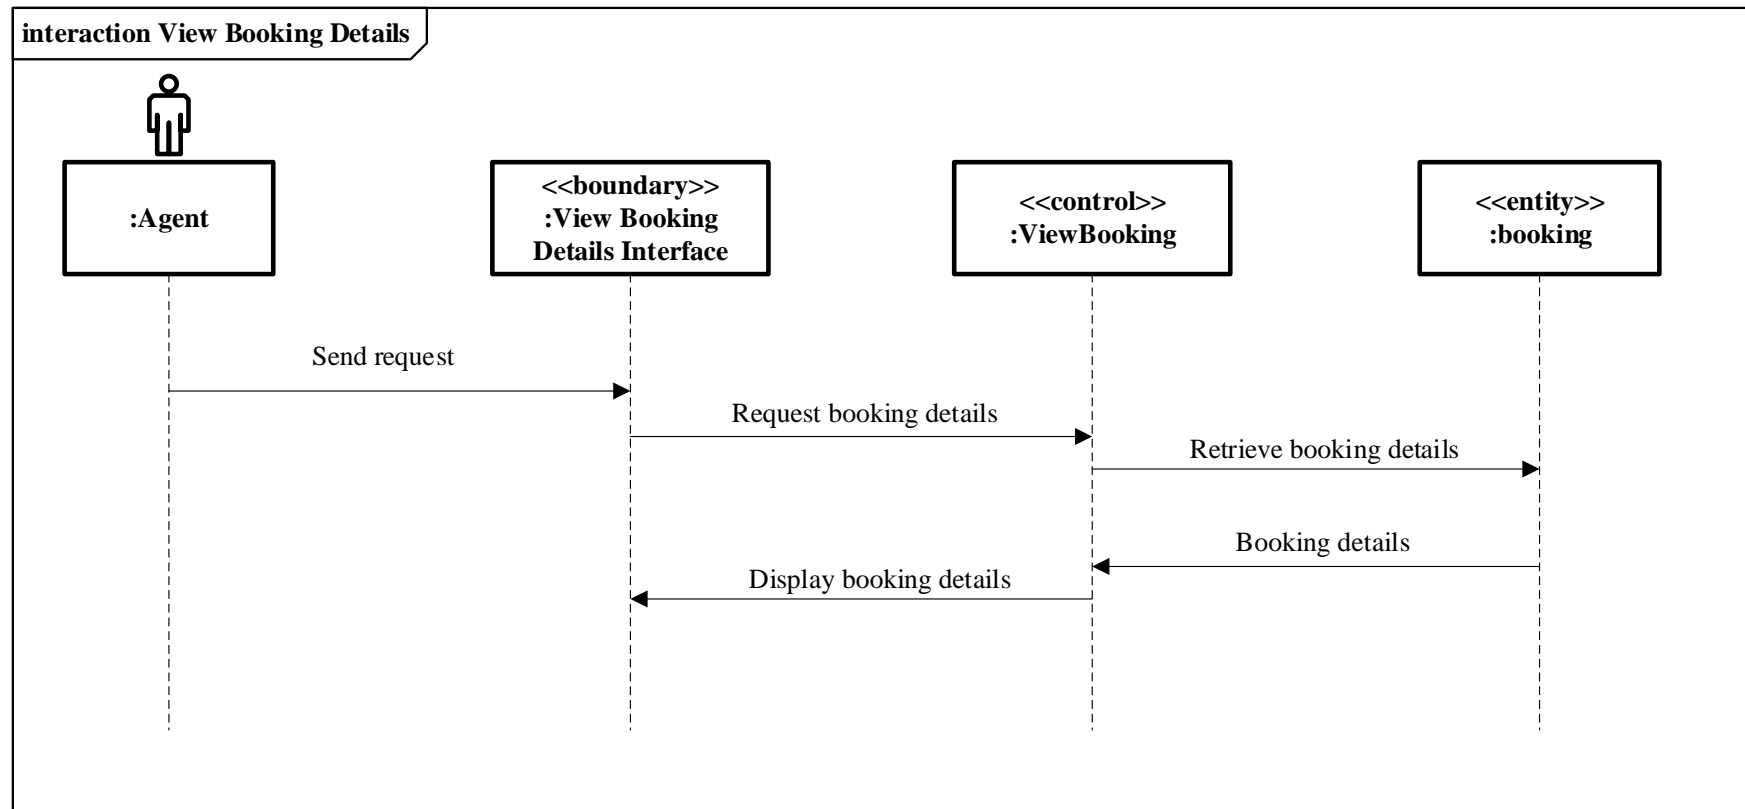 interaction View Booking Details
:Agent
<<boundary>>
:View Booking
Details Interface
<<control>>
:ViewBooking
<<entity>>
:booking
Send request
Request booking details
Retrieve booking details
Booking details
Display booking details